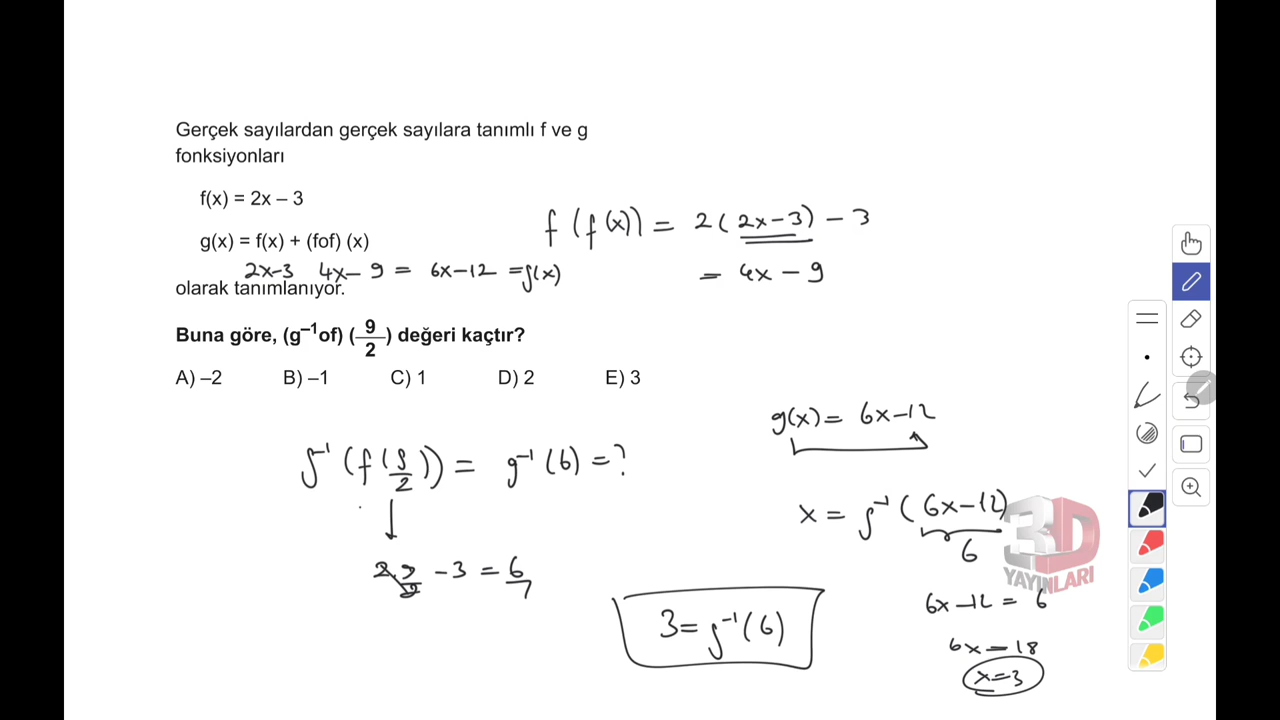 Gerçek sayılardan gerçek sayılara tanımlı f ve g
fonksiyonları
f(x) = 2x – 3
g(x) = f(x) + (fof) (x)
2x-3 4x-9 = 6x-12 = g(x)
olarak tanımlanıyor.
Buna göre, (g⁻¹of) (9/2) değeri kaçtır?
A) –2 B) –1 C) 1 D) 2 E) 3
f(f(x)) = 2(2x-3) - 3
= 4x - 9
g⁻¹(f(9/2)) = g⁻¹(6) = ?
2.9/2 - 3 = 6
g(x) = 6x-12
x = g⁻¹(6x-12)
6
6x-12 = 6
6x = 18
x=3
3 = g⁻¹(6)
3D
YAYINLARI